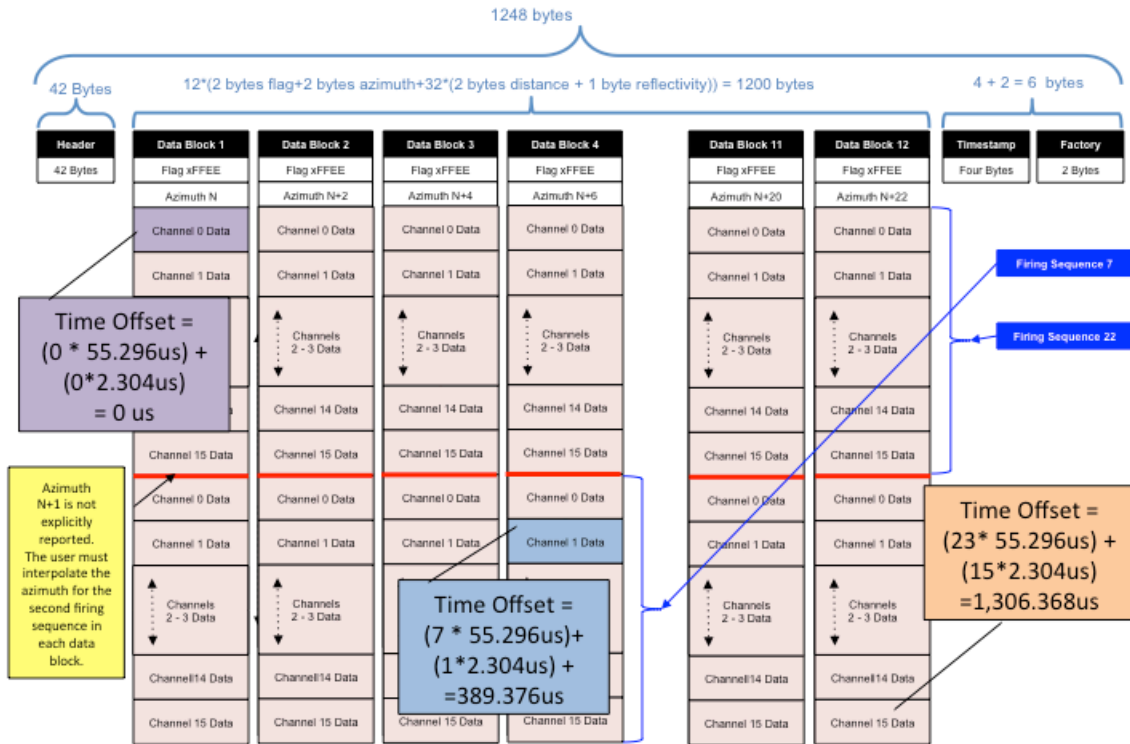 1248 bytes
42 Bytes
12*(2 bytes flag+2 bytes azimuth+32*(2 bytes distance + 1 byte reflectivity)) = 1200 bytes
4 + 2 = 6 bytes
Header
42 Bytes
Data Block 1
Flag xFFEE
Azimuth N
Channel 0 Data
Channel 1 Data
Time Offset =
(0 * 55.296us) +
(0*2.304us)
= 0 us
Channel 15 Data
Azimuth
N+1 is not
explicitly
reported.
The user must
interpolate the
azimuth for the
second firing
sequence in
each data
block.
Channel 0 Data
Channel 1 Data
Channels
2 - 3 Data
Channell14 Data
Channel 15 Data
Data Block 2
Flag xFFEE
Azimuth N+2
Channel 0 Data
Channel 1 Data
Channels
2 - 3 Data
Channel 14 Data
Channel 15 Data
Channel 0 Data
Channel 1 Data
Channels
2 - 3 Data
Channell14 Data
Channel 15 Data
Data Block 3
Flag xFFEE
Azimuth N+4
Channel 0 Data
Channel 1 Data
Channels
2 - 3 Data
Channel 14 Data
Channel 15 Data
Channel 0 Data
Channel 1 Data
Channel 15 Data
Data Block 4
Flag xFFEE
Azimuth N+6
Channel 0 Data
Channel 1 Data
Channels
2 - 3 Data
Channel 14 Data
Channel 15 Data
Channel 0 Data
Channel 1 Data
Time Offset =
(7 * 55.296us)+
(1*2.304us) +
=389.376us
Channel 15 Data
Data Block 11
Flag xFFEE
Azimuth N+20
Channel 0 Data
Channel 1 Data
Channels
2 - 3 Data
Channel 14 Data
Channel 15 Data
Channel 0 Data
Channel 1 Data
Channels
2 - 3 Data
Channell14 Data
Channel 15 Data
Data Block 12
Flag xFFEE
Azimuth N+22
Channel 0 Data
Channel 1 Data
Channels
2 - 3 Data
Channel 14 Data
Channel 15 Data
Channel 0 Data
Channel 1 Data
Channels
2 - 3 Data
Channell14 Data
Channel 15 Data
Timestamp
Four Bytes
Factory
2 Bytes
Firing Sequence 7
Firing Sequence 22
Time Offset =
(23* 55.296us) +
(15*2.304us)
=1,306.368us